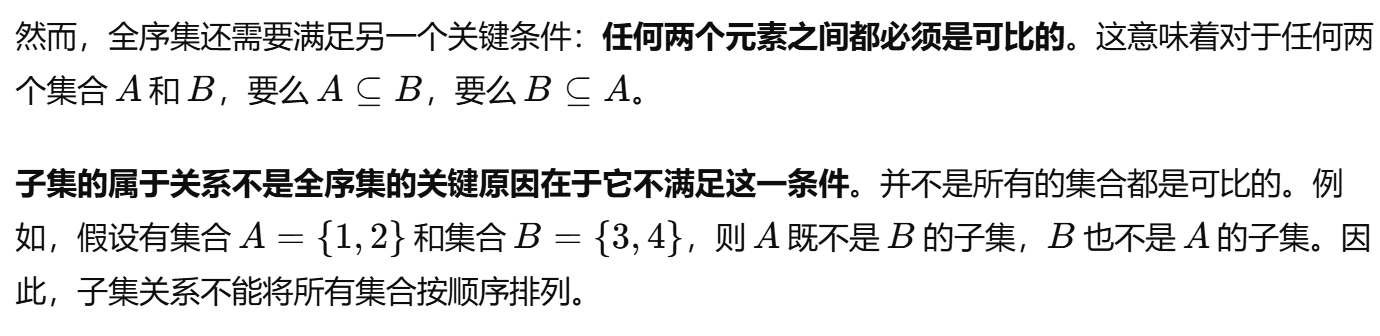 然而，全序集还需要满足另一个关键条件：任何两个元素之间都必须是可比的。这意味着对于任何两
个集合 A 和 B，要么 A ⊆ B，要么 B ⊆ A。
子集的属于关系不是全序集的关键原因在于它不满足这一条件。并不是所有的集合都是可比的。例
如，假设有集合 A = {1, 2} 和集合 B = {3, 4}，则 A 既不是 B 的子集，B 也不是 A 的子集。因
此，子集关系不能将所有集合按顺序排列。